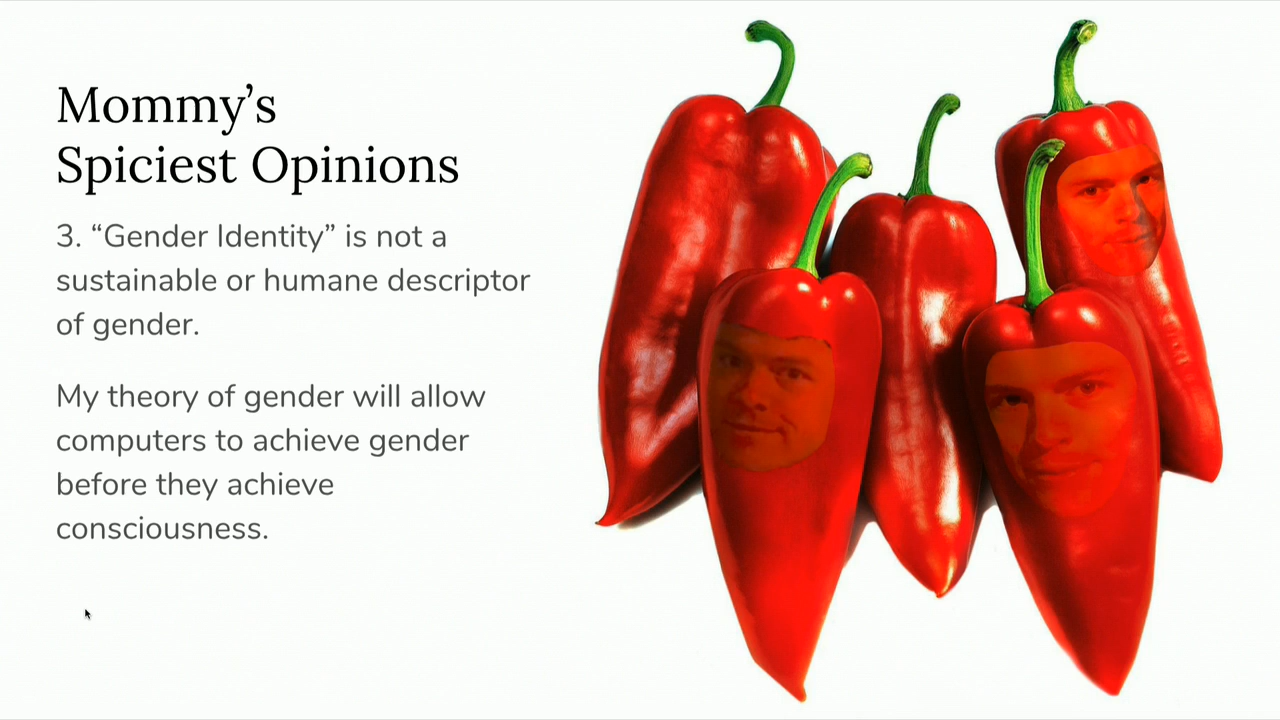 Mommy’s
Spiciest Opinions
3. “Gender Identity” is not a
sustainable or humane descriptor
of gender.
My theory of gender will allow
computers to achieve gender
before they achieve
consciousness.